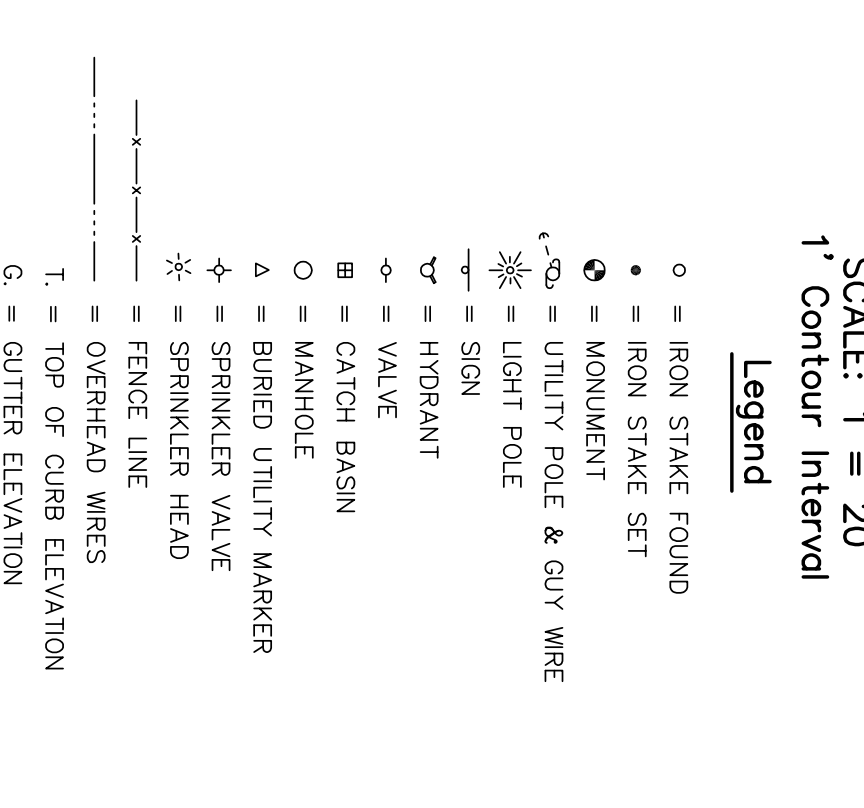 SCALE: 1 = 20
1' Contour Interval
Legend
= IRON STAKE FOUND
= IRON STAKE SET
= MONUMENT
= UTILITY POLE & GUY WIRE
= LIGHT POLE
= SIGN
= HYDRANT
= VALVE
= CATCH BASIN
= MANHOLE
= BURIED UTILITY MARKER
= SPRINKLER VALVE
= SPRINKLER HEAD
= FENCE LINE
= OVERHEAD WIRES
T. = TOP OF CURB ELEVATION
G. = GUTTER ELEVATION